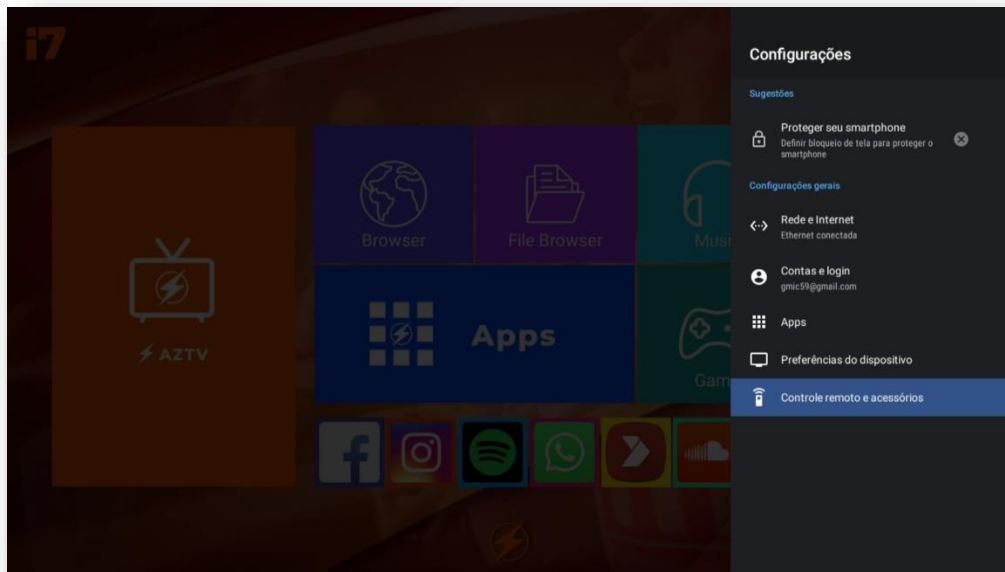 i7
Configurações
Sugestões
Proteger seu smartphone
Definir bloqueio de tela para proteger o
smartphone
Configurações gerais
Rede e Internet
Ethernet conectada
Contas e login
gmic59@gmail.com
Apps
Preferências do dispositivo
Controle remoto e acessórios
Browser
File Browser
Musi
AZTV
Apps
Gam